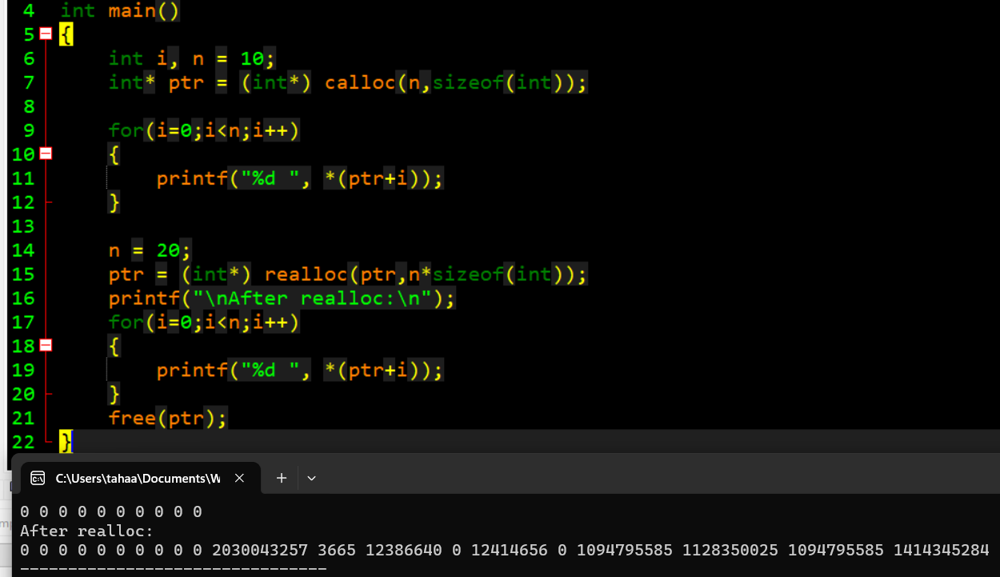 4 int main()
5 {
6 int i, n = 10;
7 int* ptr = (int*) calloc(n,sizeof(int));
8
9 for(i=0;i<n;i++)
10 {
11 printf("%d ", *(ptr+i));
12 }
13
14 n = 20;
15 ptr = (int*) realloc(ptr,n*sizeof(int));
16 printf("\nAfter realloc:\n");
17 for(i=0;i<n;i++)
18 {
19 printf("%d ", *(ptr+i));
20 }
21 free(ptr);
22 }
C:\Users\tahaa\Documents\W
0 0 0 0 0 0 0 0 0 0
After realloc:
0 0 0 0 0 0 0 0 0 0 2030043257 3665 12386640 0 12414656 0 1094795585 1128350025 1094795585 1414345284
--------------------------------